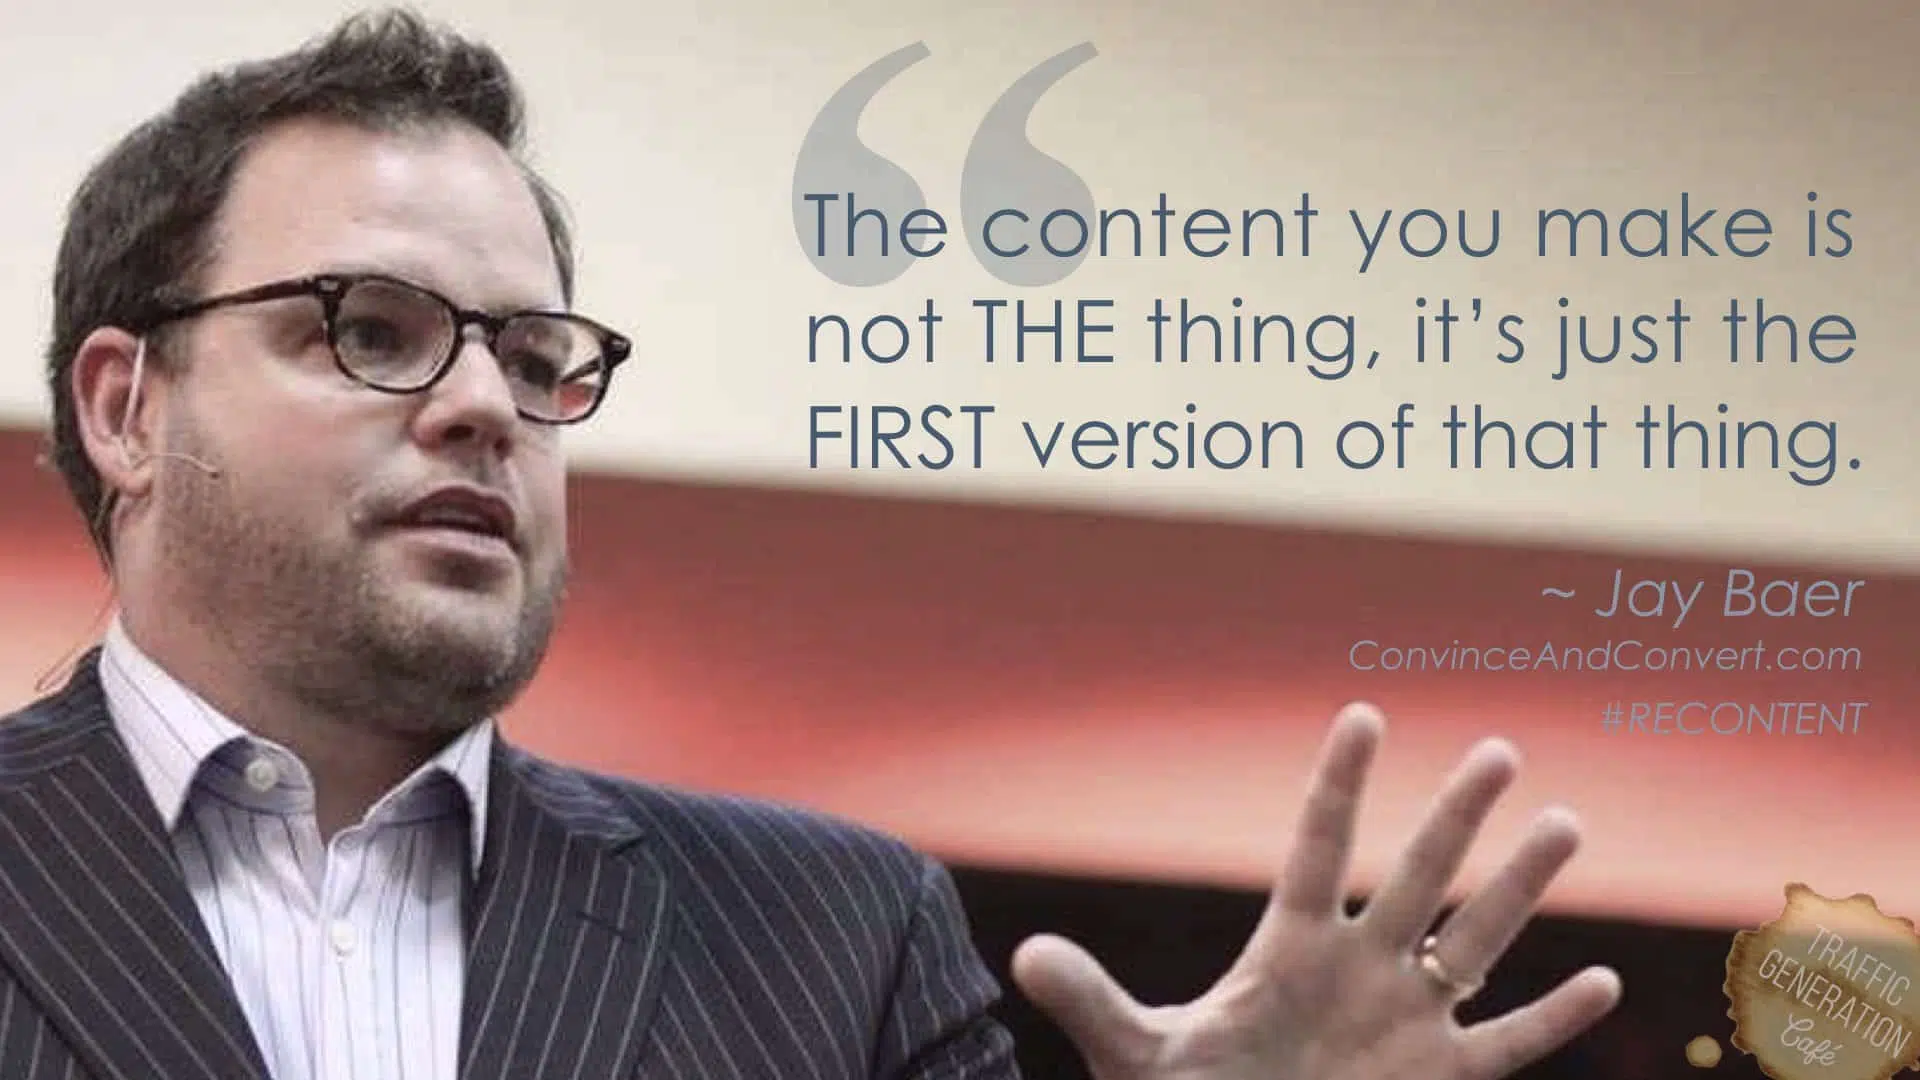 “
The content you make is
not THE thing, it’s just the
FIRST version of that thing.
~ Jay Baer
ConvinceAndConvert.com
#RECONTENT
TRAFFIC
GENERATION
Café